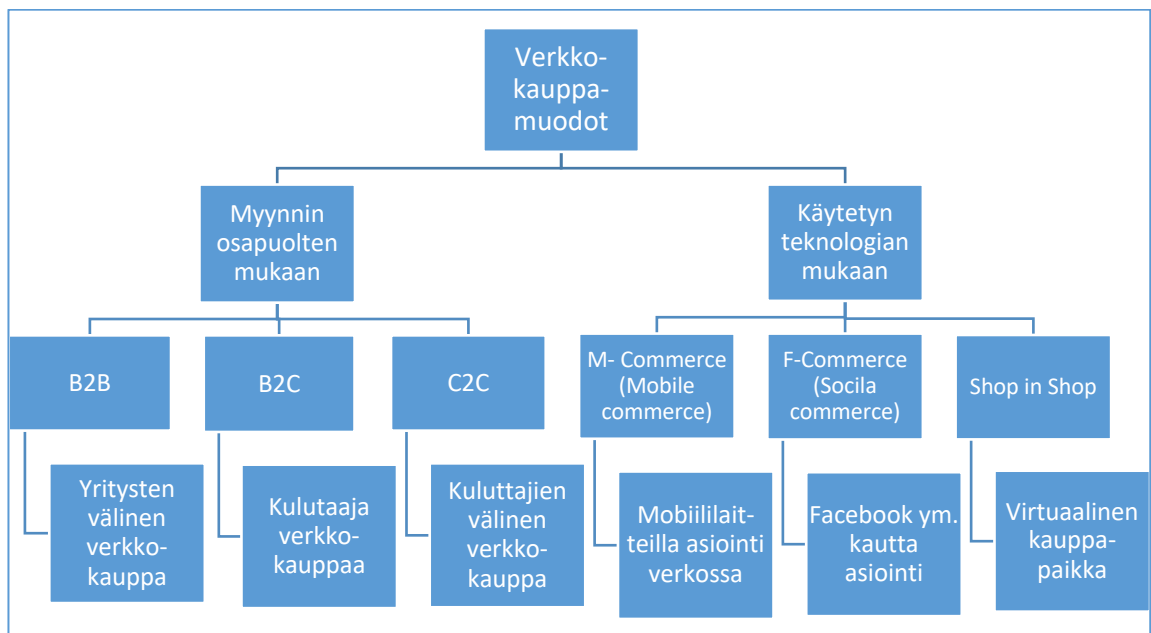 Verkko-
kauppa-
muodot
Myynnin
osapuolten
mukaan
Käytetyn
teknologian
mukaan
B2B
B2C
C2C
M- Commerce
(Mobile
commerce)
F-Commerce
(Socila
commerce)
Shop in Shop
Yritysten
välinen
verkko-
kauppa
Kulutaaja
verkko-
kauppaa
Kuluttajien
välinen
verkko-
kauppa
Mobiililait-
teilla asiointi
verkossa
Facebook ym.
kautta
asiointi
Virtuaalinen
kauppa-
paikka